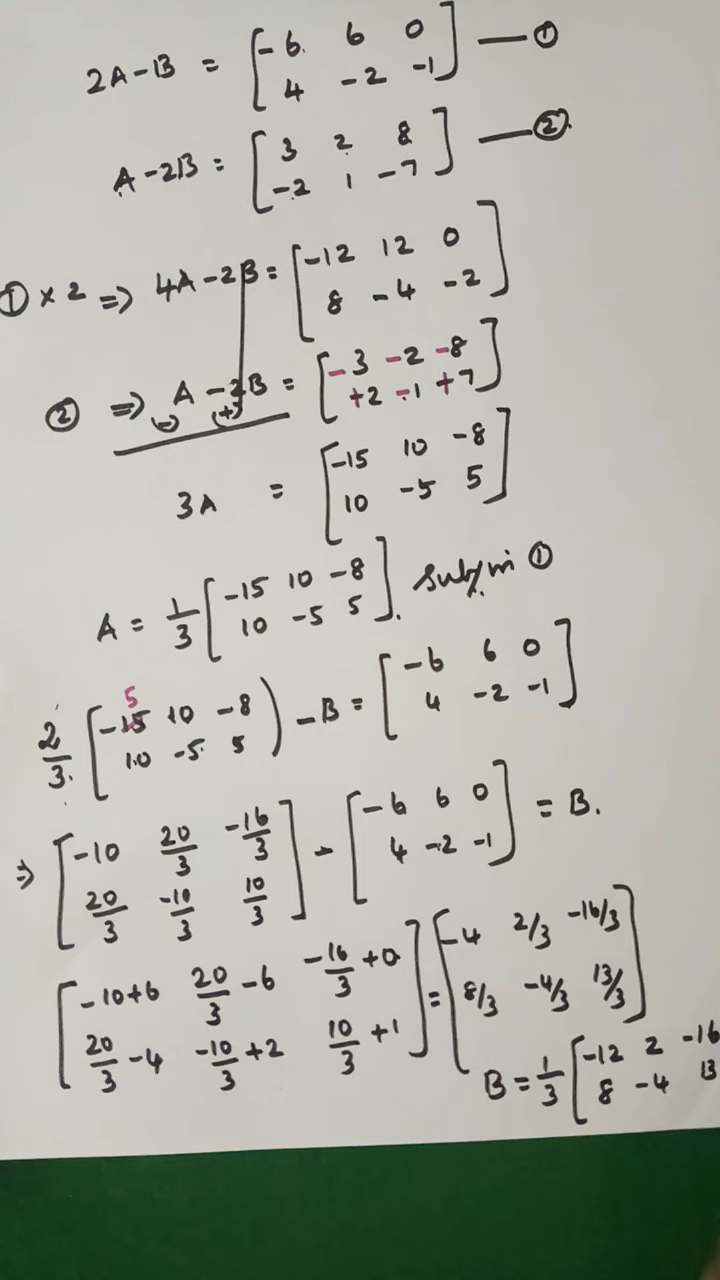 2A-B = [-6 6 0 — ①
4 -2 -1]
A-2B = [3 2 8 — ②.
-2 1 -7]
① × 2 ⇒ 4A-2B = [-12 12 0
8 -4 -2]
② ⇒ A-2B = [-3 -2 -8
(-) (+) +2 -1 +7]
3A = [-15 10 -8
10 -5 5]
A = 1/3 [-15 10 -8 sub, in ①
10 -5 5].
5
2/3 [-15 10 -8 ) - B = [-6 6 0
10 -5 5 4 -2 -1]
⇒ [-10 20/3 -16/3 - [-6 6 0 = B.
20/3 -10/3 10/3] 4 -2 -1]
[-10+6 20/3 -6 -16/3 +0 = [-4 2/3 -16/3
20/3 -4 -10/3 +2 10/3 +1] 8/3 -4/3 13/3]
B = 1/3 [-12 2 -16
8 -4 13